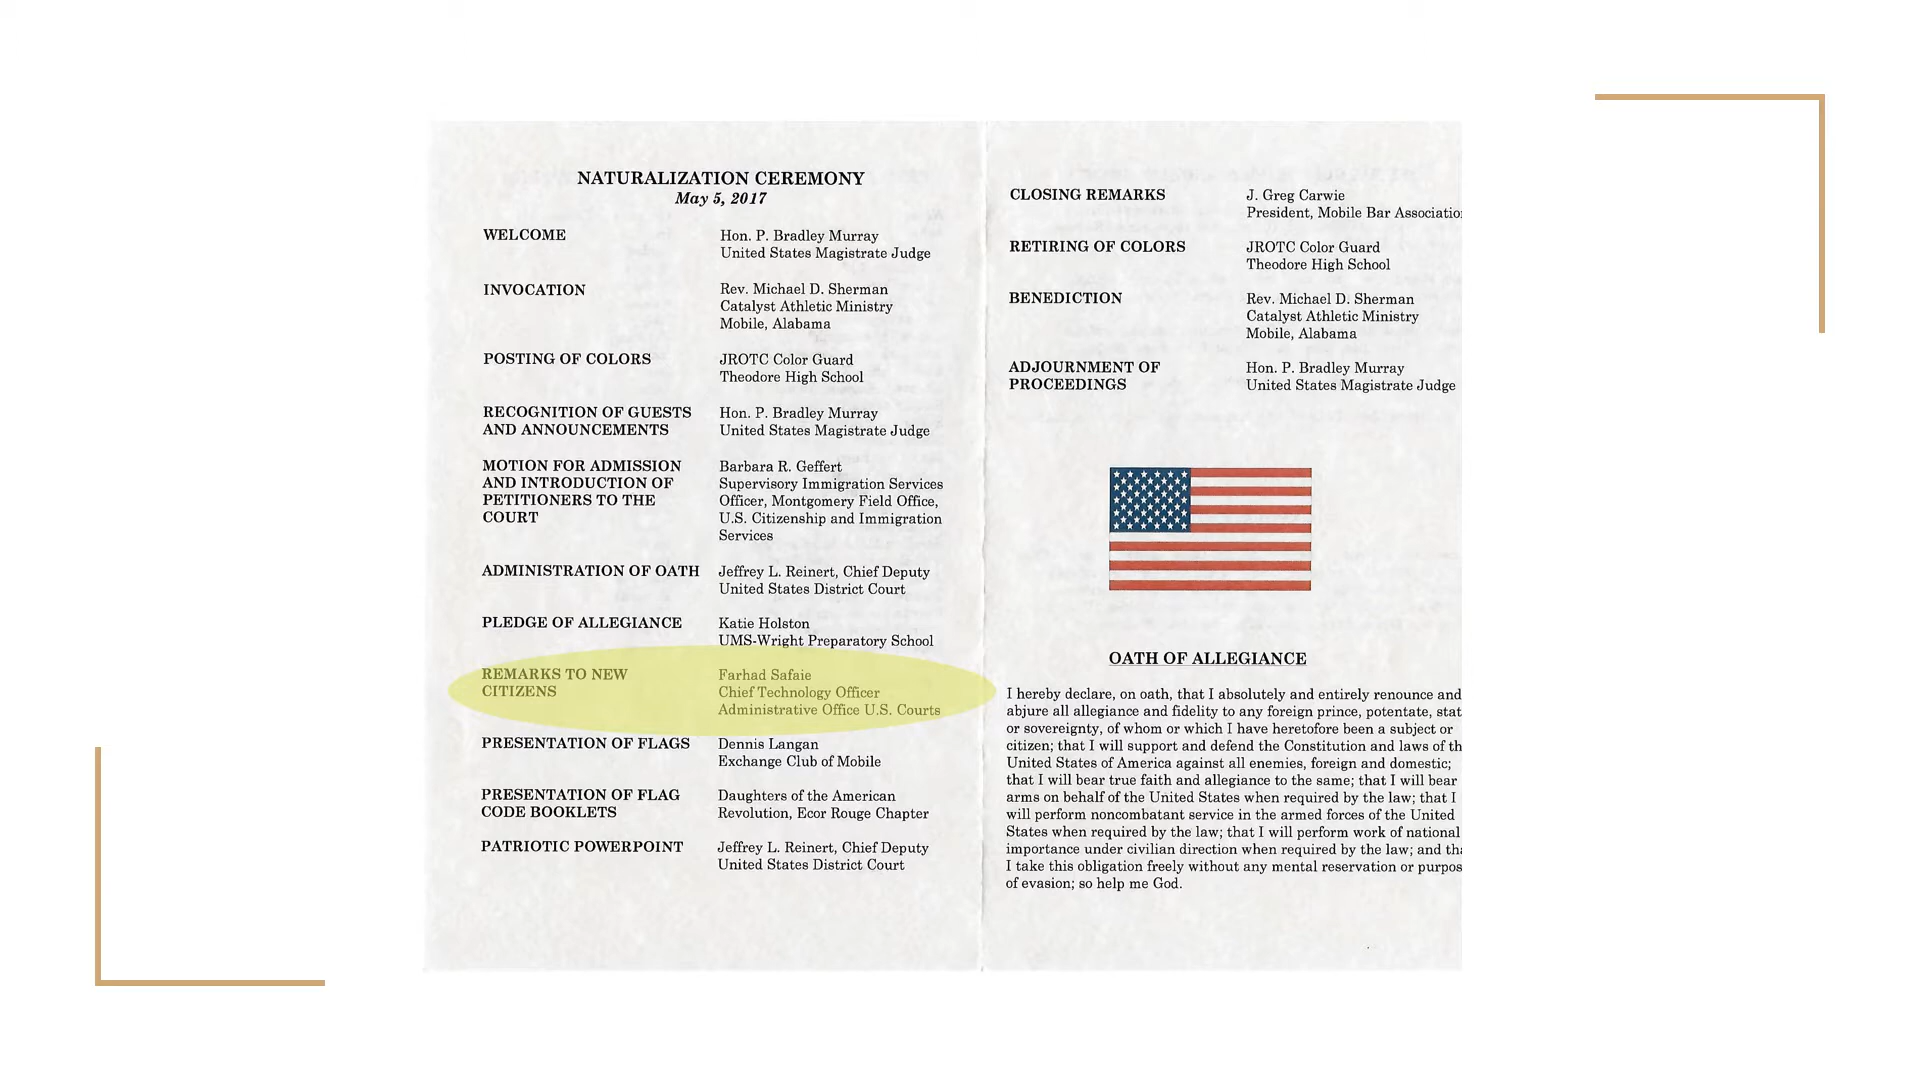 NATURALIZATION CEREMONY
May 5, 2017
WELCOME
Hon. P. Bradley Murray
United States Magistrate Judge
INVOCATION
Rev. Michael D. Sherman
Catalyst Athletic Ministry
Mobile, Alabama
POSTING OF COLORS
JROTC Color Guard
Theodore High School
RECOGNITION OF GUESTS
AND ANNOUNCEMENTS
Hon. P. Bradley Murray
United States Magistrate Judge
MOTION FOR ADMISSION
AND INTRODUCTION OF
PETITIONERS TO THE
COURT
Barbara R. Geffert
Supervisory Immigration Services
Officer, Montgomery Field Office,
U.S. Citizenship and Immigration
Services
ADMINISTRATION OF OATH
Jeffrey L. Reinert, Chief Deputy
United States District Court
PLEDGE OF ALLEGIANCE
Katie Holston
UMS-Wright Preparatory School
REMARKS TO NEW
CITIZENS
Farhad Safaie
Chief Technology Officer
Administrative Office U.S. Courts
PRESENTATION OF FLAGS
Dennis Langan
Exchange Club of Mobile
PRESENTATION OF FLAG
CODE BOOKLETS
Daughters of the American
Revolution, Ecor Rouge Chapter
PATRIOTIC POWERPOINT
Jeffrey L. Reinert, Chief Deputy
United States District Court
CLOSING REMARKS
J. Greg Carwie
President, Mobile Bar Associatio
RETIRING OF COLORS
JROTC Color Guard
Theodore High School
BENEDICTION
Rev. Michael D. Sherman
Catalyst Athletic Ministry
Mobile, Alabama
ADJOURNMENT OF
PROCEEDINGS
Hon. P. Bradley Murray
United States Magistrate Judge
OATH OF ALLEGIANCE
I hereby declare, on oath, that I absolutely and entirely renounce and
abjure all allegiance and fidelity to any foreign prince, potentate, stat
or sovereignty, of whom or which I have heretofore been a subject or
citizen; that I will support and defend the Constitution and laws of th
United States of America against all enemies, foreign and domestic;
that I will bear true faith and allegiance to the same; that I will bear
arms on behalf of the United States when required by the law; that I
will perform noncombatant service in the armed forces of the United
States when required by the law; that I will perform work of national
importance under civilian direction when required by the law; and tha
I take this obligation freely without any mental reservation or purpos
of evasion; so help me God.